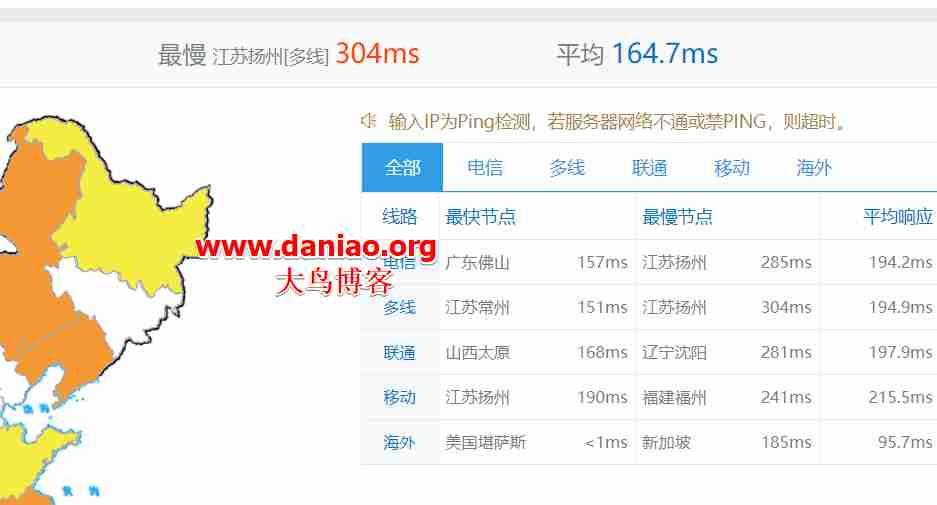 最慢 江苏扬州[多线] 304ms 平均 164.7ms
输入IP为Ping检测，若服务器网络不通或禁PING，则超时。
全部 电信 多线 联通 移动 海外
线路 最快节点 最慢节点 平均响应
www.daniao.org
电信 广东佛山 157ms 江苏扬州 285ms 194.2ms
大鸟博客
多线 江苏常州 151ms 江苏扬州 304ms 194.9ms
联通 山西太原 168ms 辽宁沈阳 281ms 197.9ms
移动 江苏扬州 190ms 福建福州 241ms 215.5ms
渤海
海外 美国堪萨斯 <1ms 新加坡 185ms 95.7ms
黄海